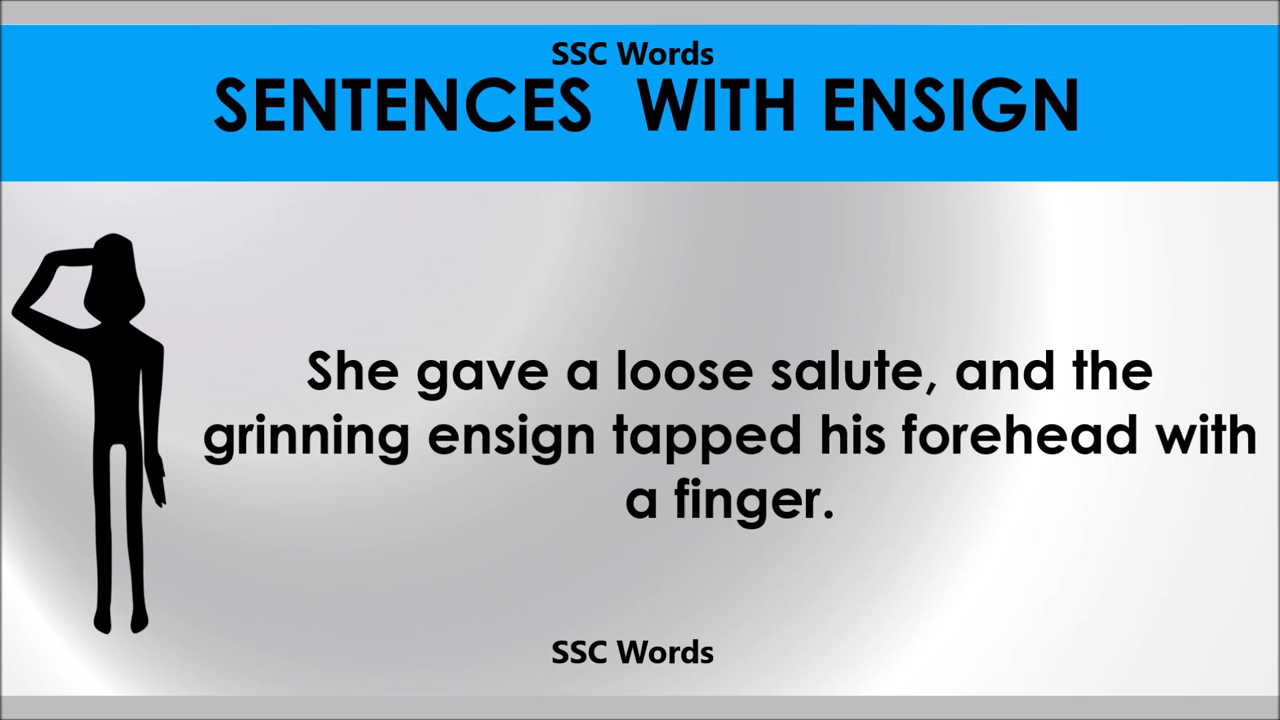 SSC Words
SENTENCES WITH ENSIGN
She gave a loose salute, and the
grinning ensign tapped his forehead with
a finger.
SSC Words